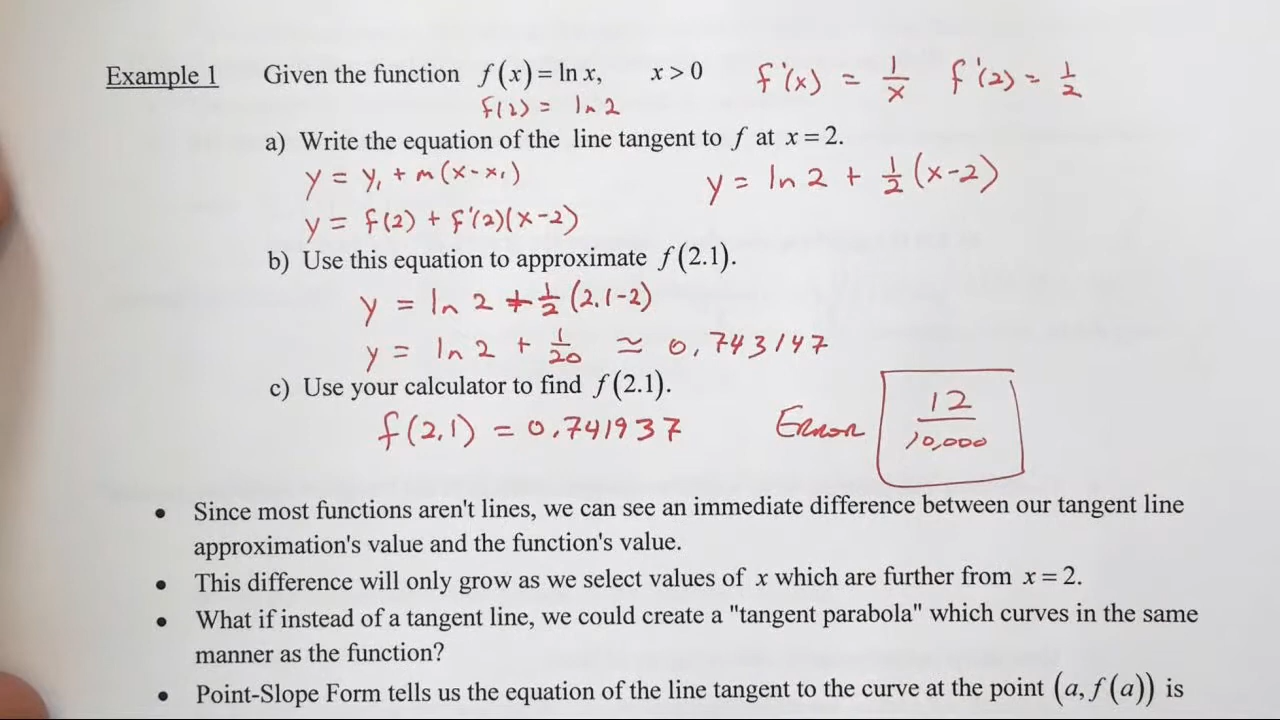 Example 1 Given the function f(x) = ln x, x > 0 f'(x) = 1/x f'(2) = 1/2
f(2) = ln 2
a) Write the equation of the line tangent to f at x = 2.
y = y₁ + m(x-x₁) y = ln 2 + 1/2 (x-2)
y = f(2) + f'(2)(x-2)
b) Use this equation to approximate f(2.1).
y = ln 2 + 1/2 (2.1-2)
y = ln 2 + 1/20 ≈ 0.743147
c) Use your calculator to find f(2.1).
f(2.1) = 0.741937 Error 12/10,000
• Since most functions aren't lines, we can see an immediate difference between our tangent line
approximation's value and the function's value.
• This difference will only grow as we select values of x which are further from x = 2.
• What if instead of a tangent line, we could create a "tangent parabola" which curves in the same
manner as the function?
• Point-Slope Form tells us the equation of the line tangent to the curve at the point (a, f(a)) is